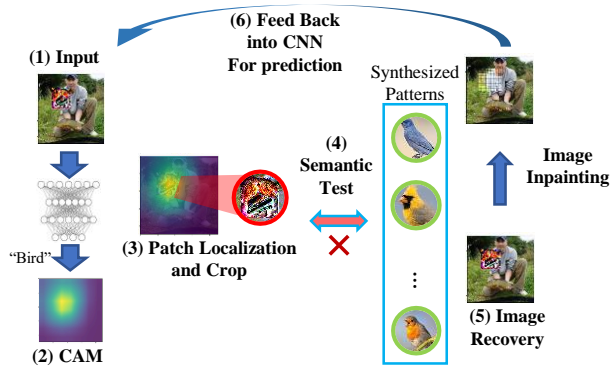 (6) Feed Back
into CNN
For prediction
(1) Input
Synthesized
Patterns
(4)
Semantic
Test
Image
Inpainting
"Bird"
(3) Patch Localization
and Crop
...
(5) Image
Recovery
(2) CAM